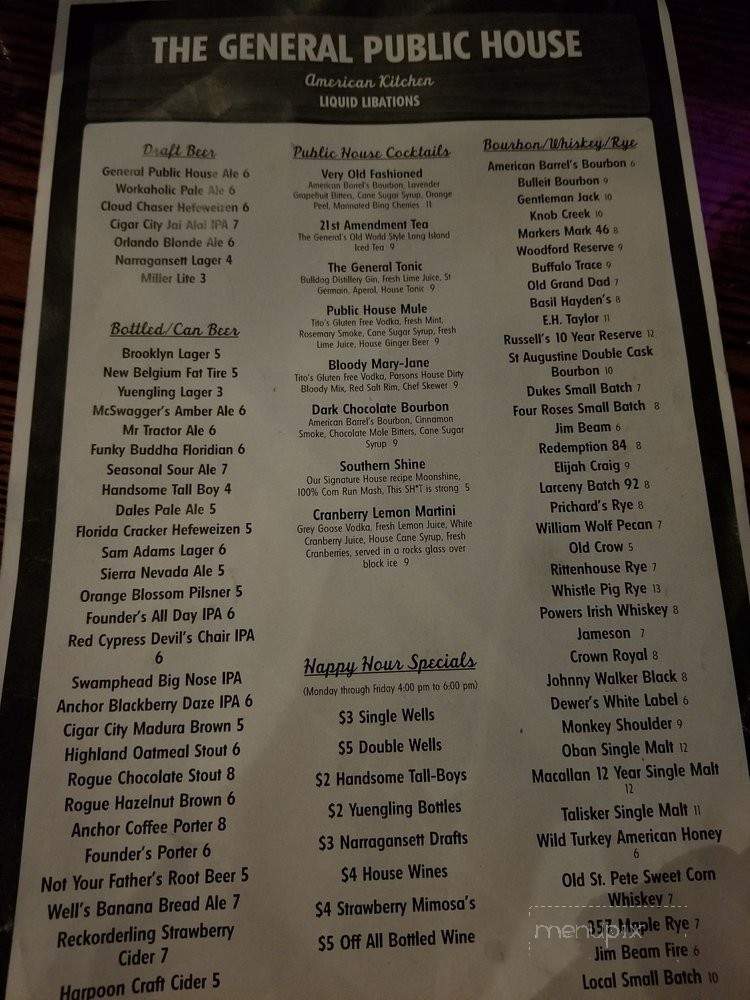 THE GENERAL PUBLIC HOUSE
American Kitchen
LIQUID LIBATIONS
Draft Beer
General Public House Ale 6
Workaholic Pale Ale 6
Cloud Chaser Hefeweizen 6
Cigar City Jai Alai IPA 7
Orlando Blonde Ale 6
Narragansett Lager 4
Miller Lite 3
Bottled/Can Beer
Brooklyn Lager 5
New Belgium Fat Tire 5
Yuengling Lager 3
McSwagger's Amber Ale 6
Mr Tractor Ale 6
Funky Buddha Floridian 6
Seasonal Sour Ale 7
Handsome Tall Boy 4
Dales Pale Ale 5
Florida Cracker Hefeweizen 5
Sam Adams Lager 6
Sierra Nevada Ale 5
Orange Blossom Pilsner 5
Founder's All Day IPA 6
Red Cypress Devil's Chair IPA
6
Swamphead Big Nose IPA
Anchor Blackberry Daze IPA 6
Cigar City Madura Brown 5
Highland Oatmeal Stout 6
Rogue Chocolate Stout 8
Rogue Hazelnut Brown 6
Anchor Coffee Porter 8
Founder's Porter 6
Not Your Father's Root Beer 5
Well's Banana Bread Ale 7
Reckorderling Strawberry
Cider 7
Harpoon Craft Cider 5
Public House Cocktails
Very Old Fashioned
American Barrel's Bourbon, Lavender
Grapefruit Bitters, Cane Sugar Syrup, Orange
Peel, Marinated Bing Cherries 11
21st Amendment Tea
The General's Old World Style Long Island
Iced Tea 9
The General Tonic
Bulldog Distillery Gin, Fresh Lime Juice, St
Germain, Aperol, House Tonic 9
Public House Mule
Tito's Gluten Free Vodka, Fresh Mint,
Rosemary Smoke, Cane Sugar Syrup, Fresh
Lime Juice, House Ginger Beer 9
Bloody Mary-Jane
Tito's Gluten Free Vodka, Parsons House Dirty
Bloody Mix, Red Salt Rim, Chef Skewer 9
Dark Chocolate Bourbon
American Barrel's Bourbon, Cinnamon
Smoke, Chocolate Mole Bitters, Cane Sugar
Syrup 9
Southern Shine
Our Signature House recipe Moonshine,
100% Corn Run Mash, This SH*T is strong 5
Cranberry Lemon Martini
Grey Goose Vodka, Fresh Lemon Juice, White
Cranberry Juice, House Cane Syrup, Fresh
Cranberries, served in a rocks glass over
block ice 9
Happy Hour Specials
(Monday through Friday 4:00 pm to 6:00 pm)
$3 Single Wells
$5 Double Wells
$2 Handsome Tall-Boys
$2 Yuengling Bottles
$3 Narragansett Drafts
$4 House Wines
$4 Strawberry Mimosa's
$5 Off All Bottled Wine
Bourbon/Whiskey/Rye
American Barrel's Bourbon 6
Bulleit Bourbon 9
Gentleman Jack 10
Knob Creek 10
Markers Mark 46 8
Woodford Reserve 9
Buffalo Trace 9
Old Grand Dad 7
Basil Hayden's 8
E.H. Taylor 11
Russell's 10 Year Reserve 12
St Augustine Double Cask
Bourbon 10
Dukes Small Batch 7
Four Roses Small Batch 8
Jim Beam 6
Redemption 84 8
Elijah Craig 9
Larceny Batch 92 8
Prichard's Rye 8
William Wolf Pecan 7
Old Crow 5
Rittenhouse Rye 7
Whistle Pig Rye 13
Powers Irish Whiskey 8
Jameson 7
Crown Royal 8
Johnny Walker Black 8
Dewer's White Label 6
Monkey Shoulder 9
Oban Single Malt 12
Macallan 12 Year Single Malt
12
Talisker Single Malt 11
Wild Turkey American Honey
6
Old St. Pete Sweet Corn
Whiskey 7
357 Maple Rye 7
Jim Beam Fire 6
Local Small Batch 10
menupix